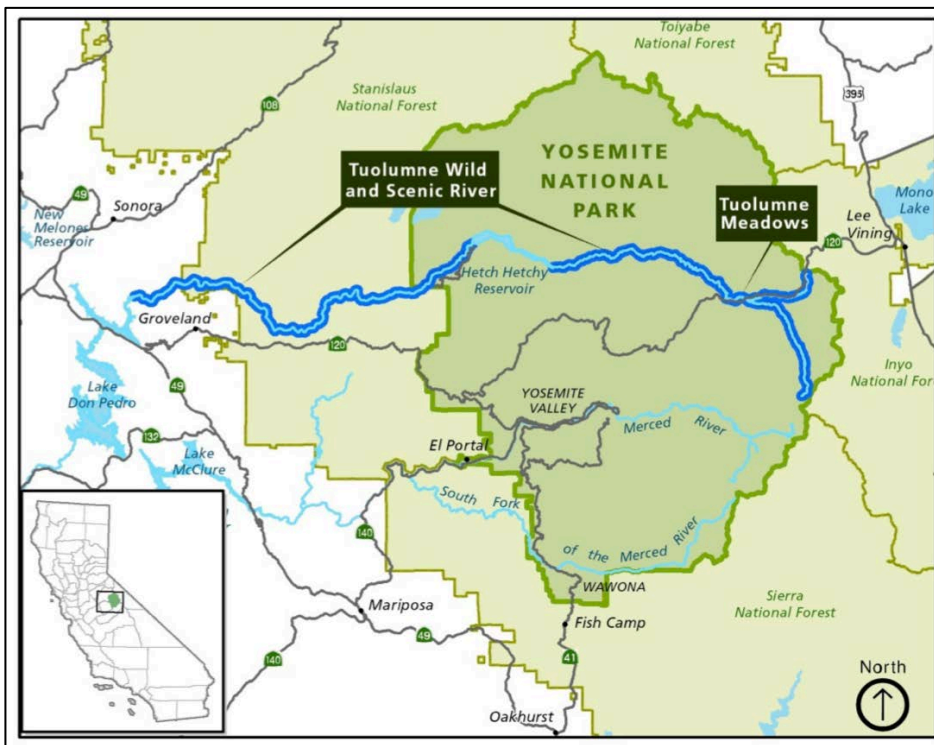 Toiyabe
National Forest
395
Stanislaus
National Forest
108
YOSEMITE
NATIONAL
PARK
Tuolumne Wild
and Scenic River
Tuolumne
Meadows
49
Sonora
New
Melones
Reservoir
Mono
Lake
Lee
Vining
120
Hetch Hetchy
Reservoir
Groveland
120
Inyo
National Fore
Lake
Don Pedro
49
YOSEMITE
VALLEY
Merced River
132
Lake
McClure
El Portal
South Fork
of the Merced River
140
WAWONA
Mariposa
Sierra
National Forest
Fish Camp
49
140
41
North
Oakhurst